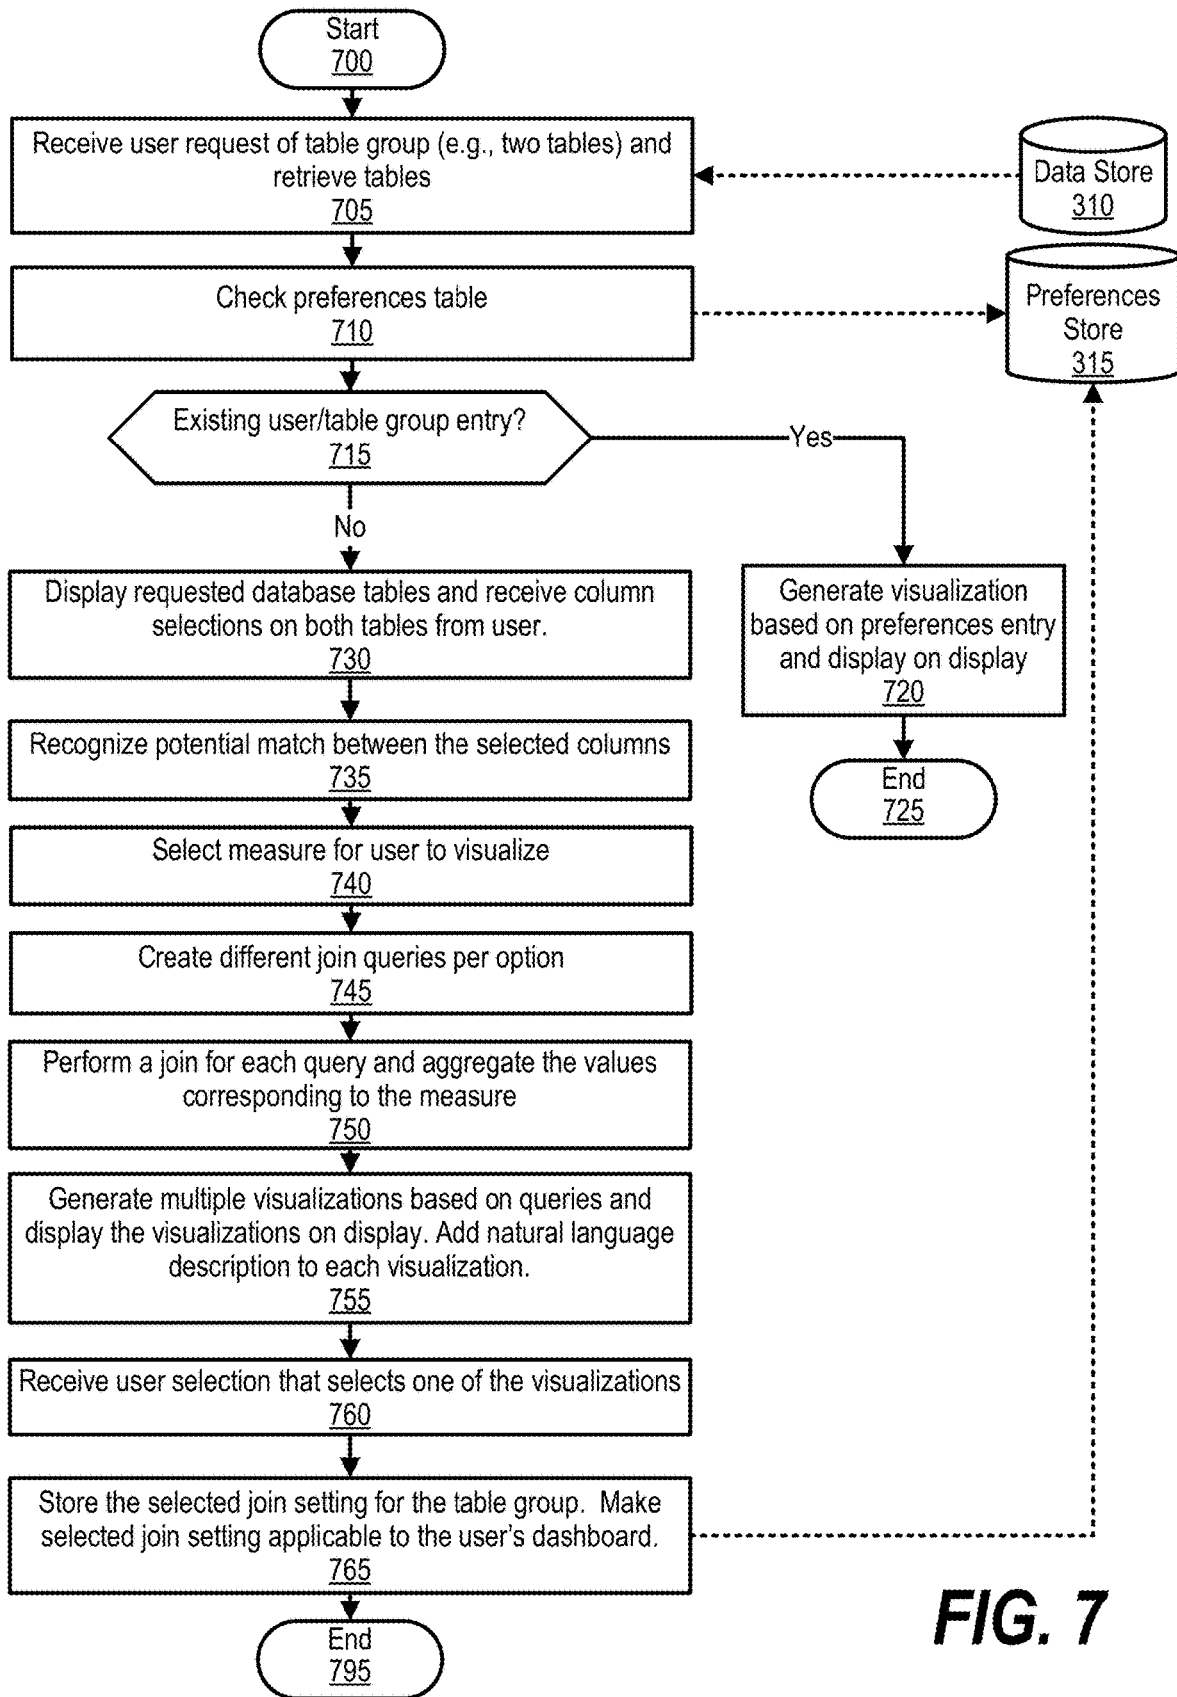 Start
700
Receive user request of table group (e.g., two tables) and
retrieve tables
705
Data Store
310
Check preferences table
710
Preferences
Store
315
Existing user/table group entry?
715
Yes
No
Display requested database tables and receive column
selections on both tables from user.
730
Generate visualization
based on preferences entry
and display on display
720
Recognize potential match between the selected columns
735
End
725
Select measure for user to visualize
740
Create different join queries per option
745
Perform a join for each query and aggregate the values
corresponding to the measure
750
Generate multiple visualizations based on queries and
display the visualizations on display. Add natural language
description to each visualization.
755
Receive user selection that selects one of the visualizations
760
Store the selected join setting for the table group.  Make
selected join setting applicable to the user's dashboard.
765
End
795
FIG. 7